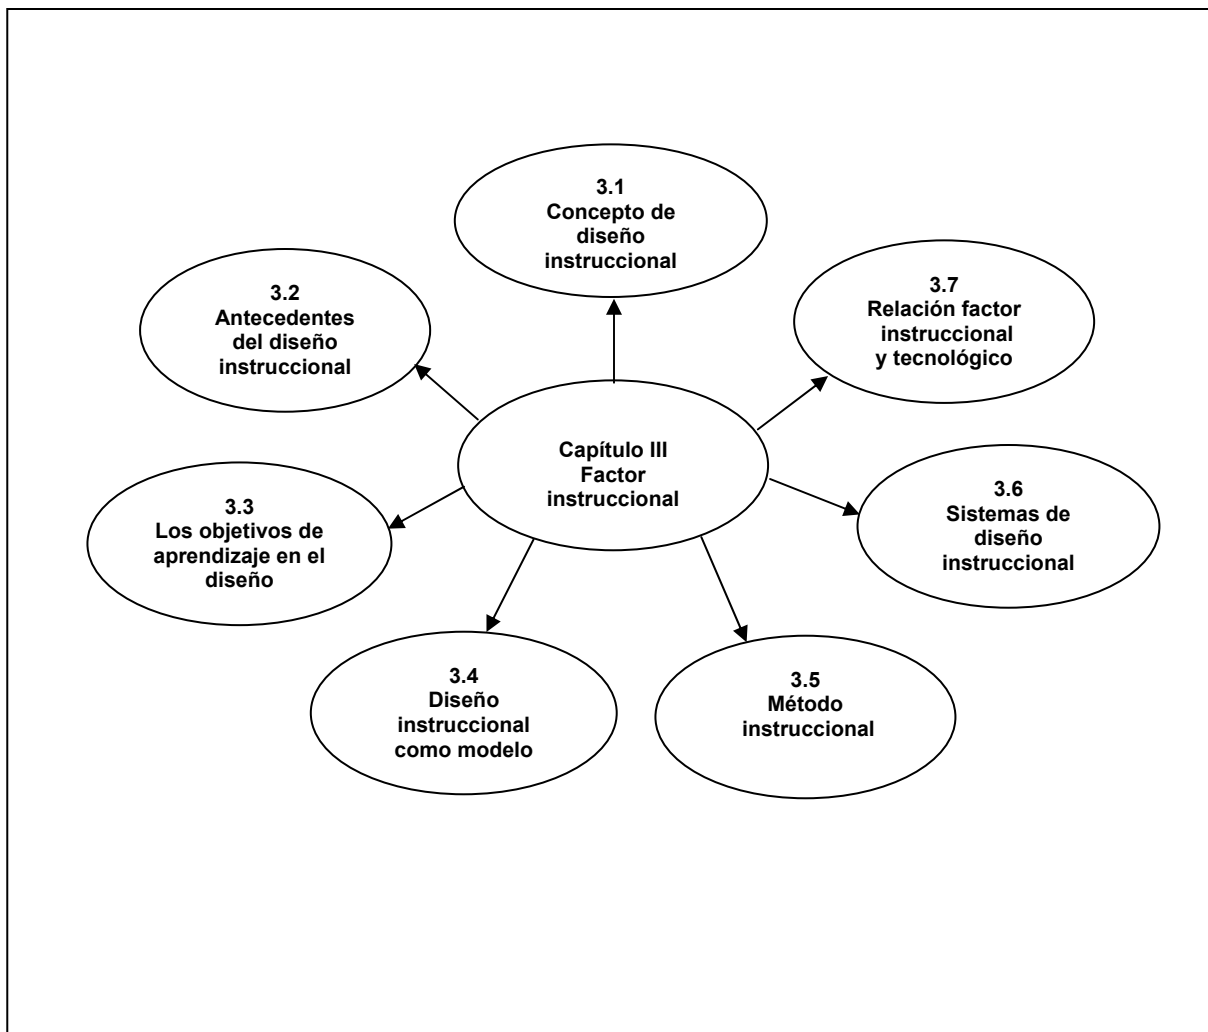 3.1
Concepto de
diseño
instruccional
3.2
Antecedentes
del diseño
instruccional
3.7
Relación factor
instruccional
y tecnológico
Capítulo III
Factor
instruccional
3.3
Los objetivos de
aprendizaje en el
diseño
3.6
Sistemas de
diseño
instruccional
3.4
Diseño
instruccional
como modelo
3.5
Método
instruccional